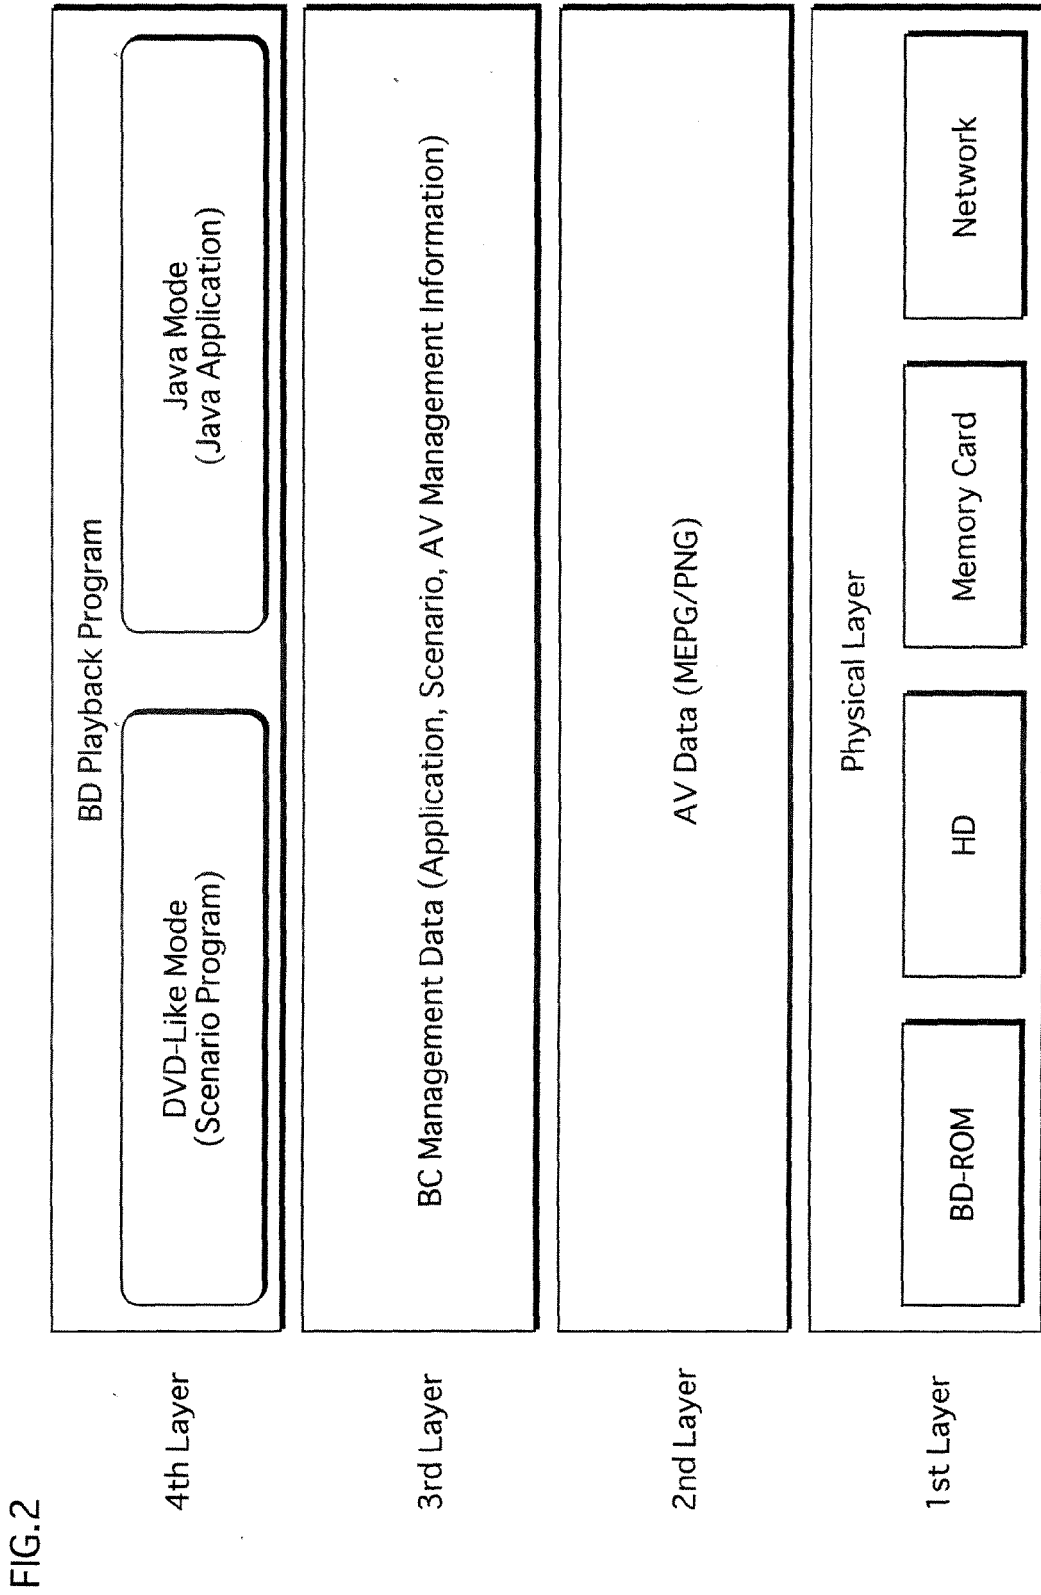 FIG.2
4th Layer
BD Playback Program
DVD-Like Mode
(Scenario Program)
Java Mode
(Java Application)
3rd Layer
BC Management Data (Application, Scenario, AV Management Information)
2nd Layer
AV Data (MEPG/PNG)
1st Layer
Physical Layer
BD-ROM
HD
Memory Card
Network